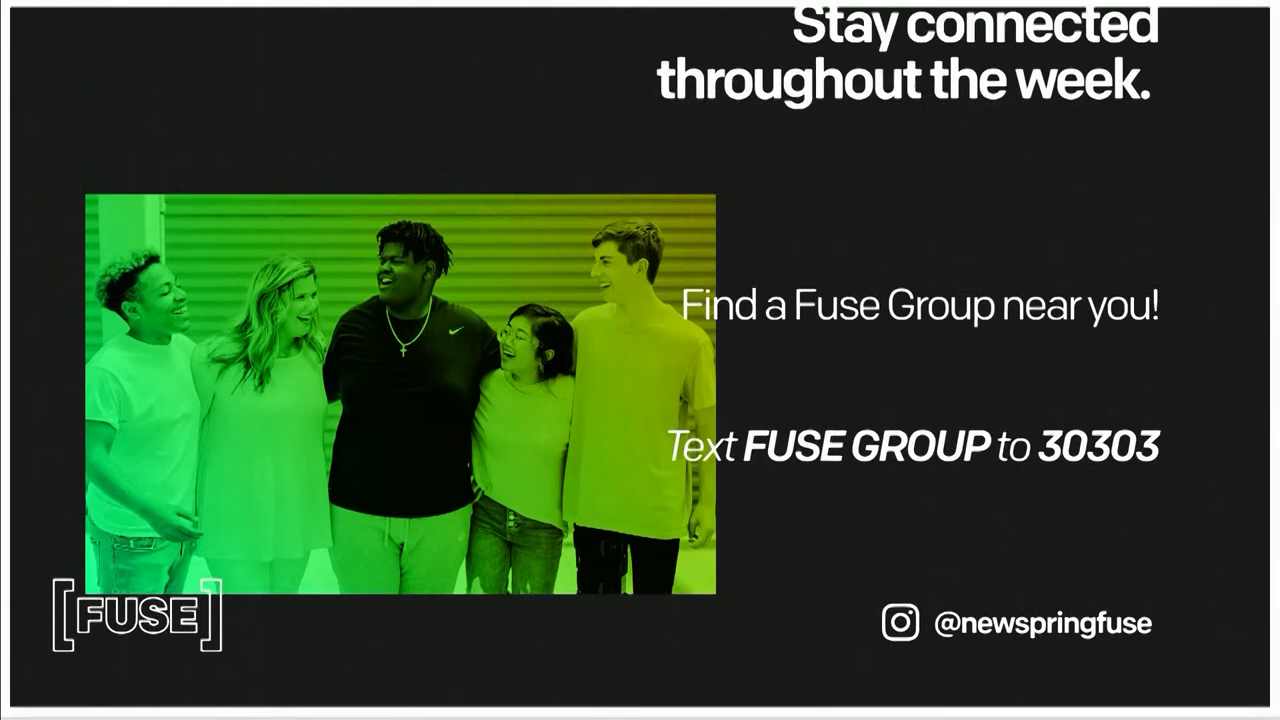 Stay connected
throughout the week.
Find a Fuse Group near you!
Text FUSE GROUP to 30303
[FUSE]
@newspringfuse